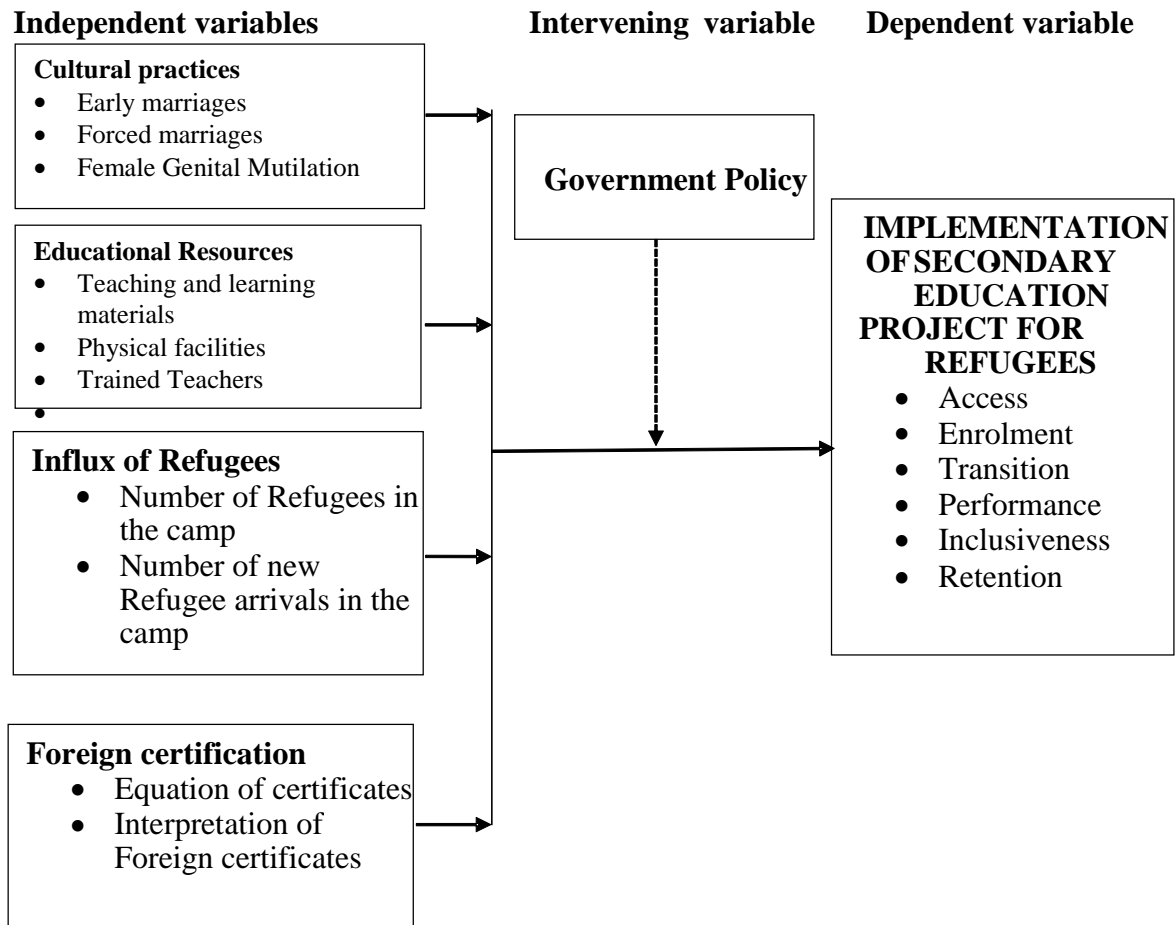 Independent variables
Intervening variable
Dependent variable
Cultural practices
• Early marriages
• Forced marriages
• Female Genital Mutilation
Educational Resources
• Teaching and learning
materials
• Physical facilities
• Trained Teachers
•
Influx of Refugees
• Number of Refugees in
the camp
• Number of new
Refugee arrivals in the
camp
Foreign certification
• Equation of certificates
• Interpretation of
Foreign certificates
Government Policy
IMPLEMENTATION
OF SECONDARY
EDUCATION
PROJECT FOR
REFUGEES
• Access
• Enrolment
• Transition
• Performance
• Inclusiveness
• Retention